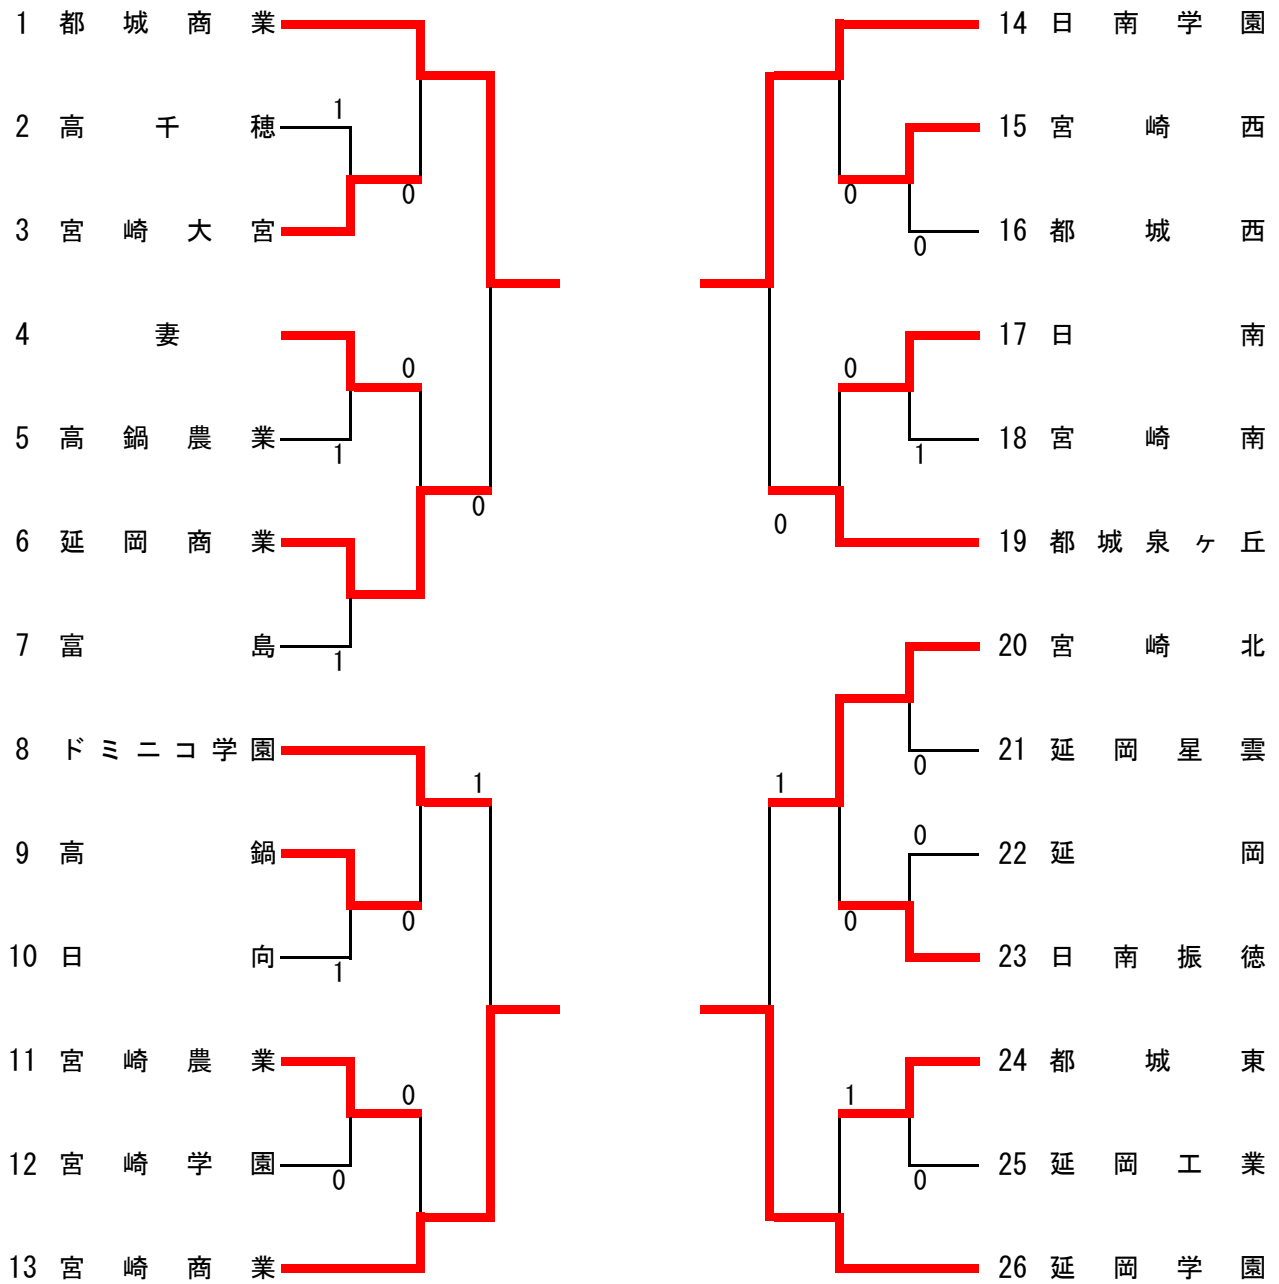 1 都城商業
1
2 高千穂
0
3 宮崎大宮
4 妻
0
5 高鍋農業
1
0
6 延岡商業
7 富島
1
8 ドミニコ学園
1
9 高鍋
0
10 日向
1
11 宮崎農業
0
12 宮崎学園
0
13 宮崎商業
14 日南学園
15 宮崎西
0
16 都城西
0
17 日南
0
18 宮崎南
1
0
19 都城泉ヶ丘
20 宮崎北
21 延岡星雲
0
1
0
22 延岡
0
23 日南振徳
24 都城東
1
25 延岡工業
0
26 延岡学園